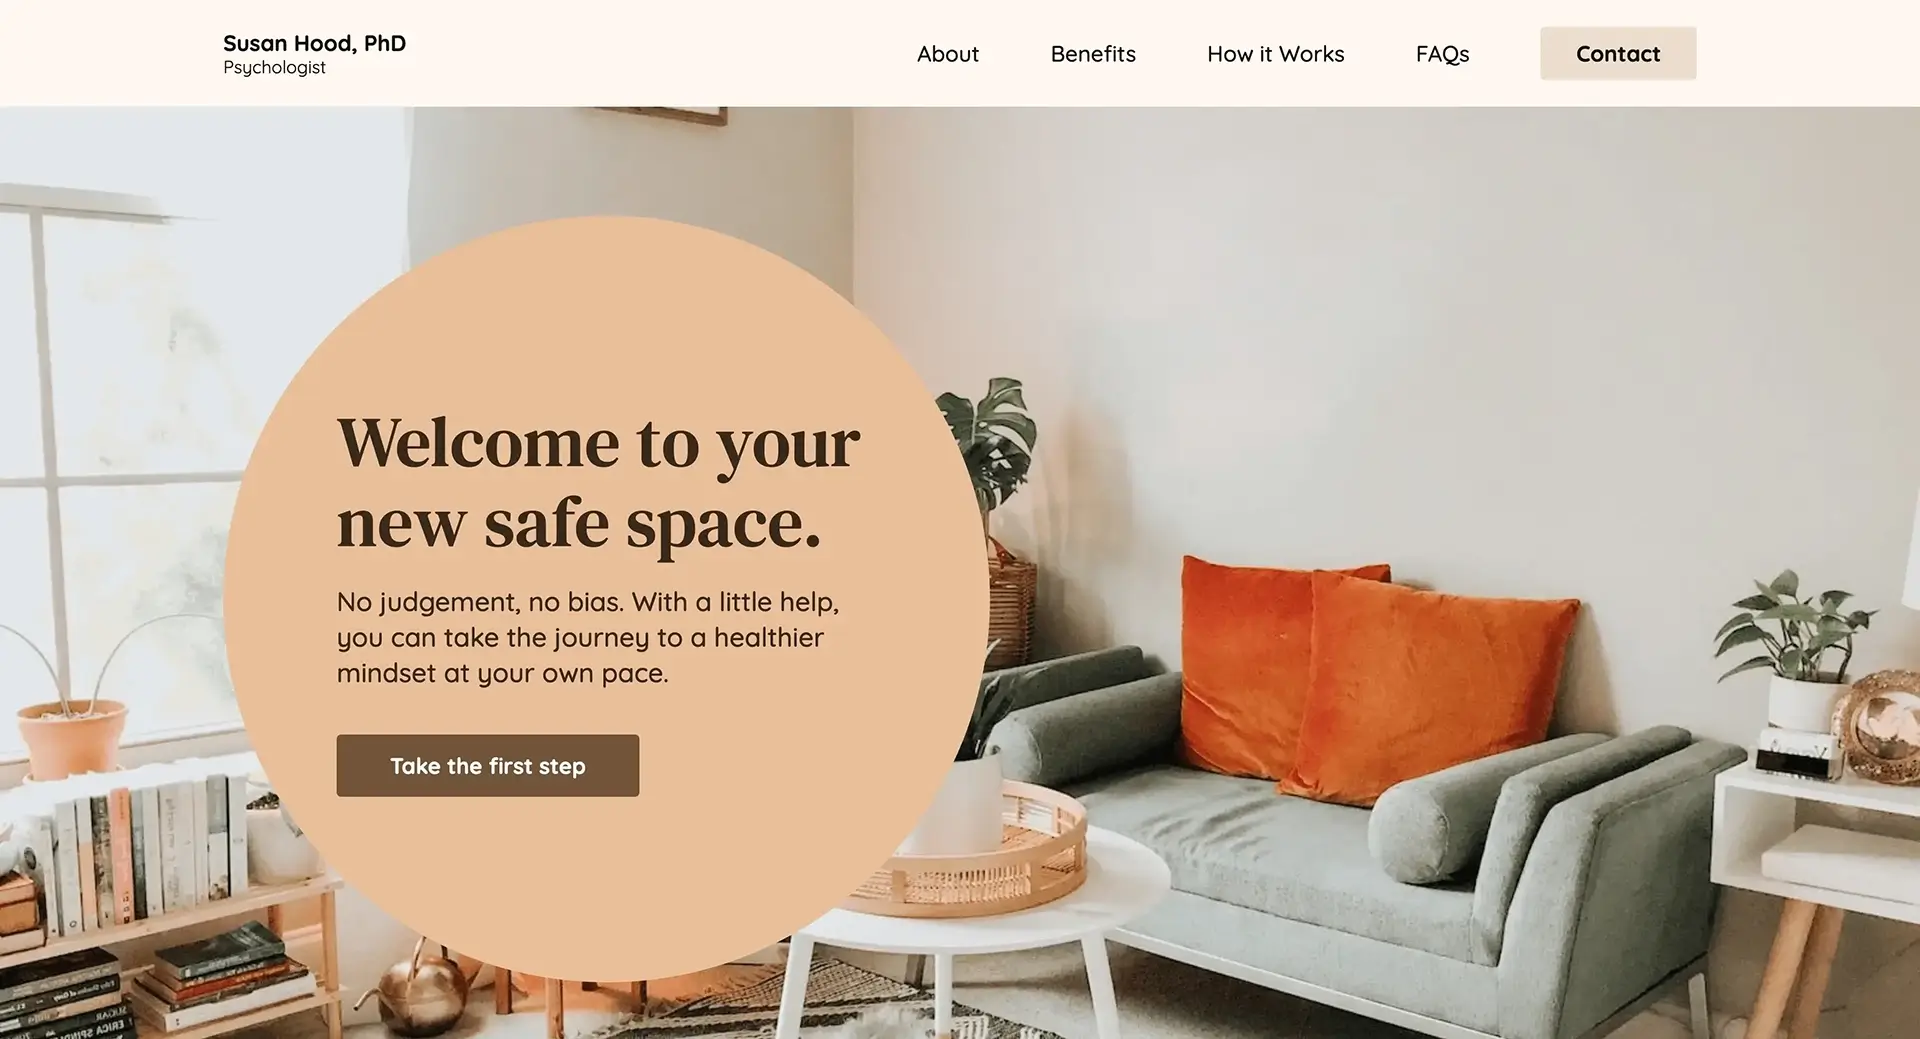 Susan Hood, PhD
Psychologist
About
Benefits
How it Works
FAQs
Contact
Welcome to your
new safe space.
No judgement, no bias. With a little help,
you can take the journey to a healthier
mindset at your own pace.
Take the first step